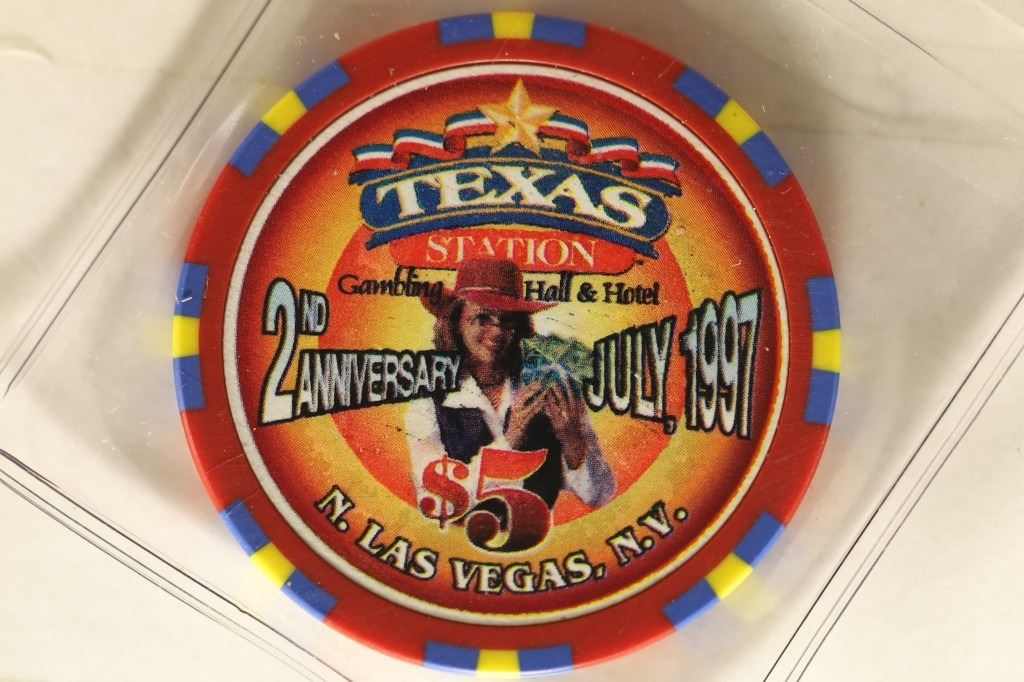 TEXAS
STATION
Gambling Hall & Hotel
2ND ANNIVERSARY JULY, 1997
$5
N. LAS VEGAS, N.V.